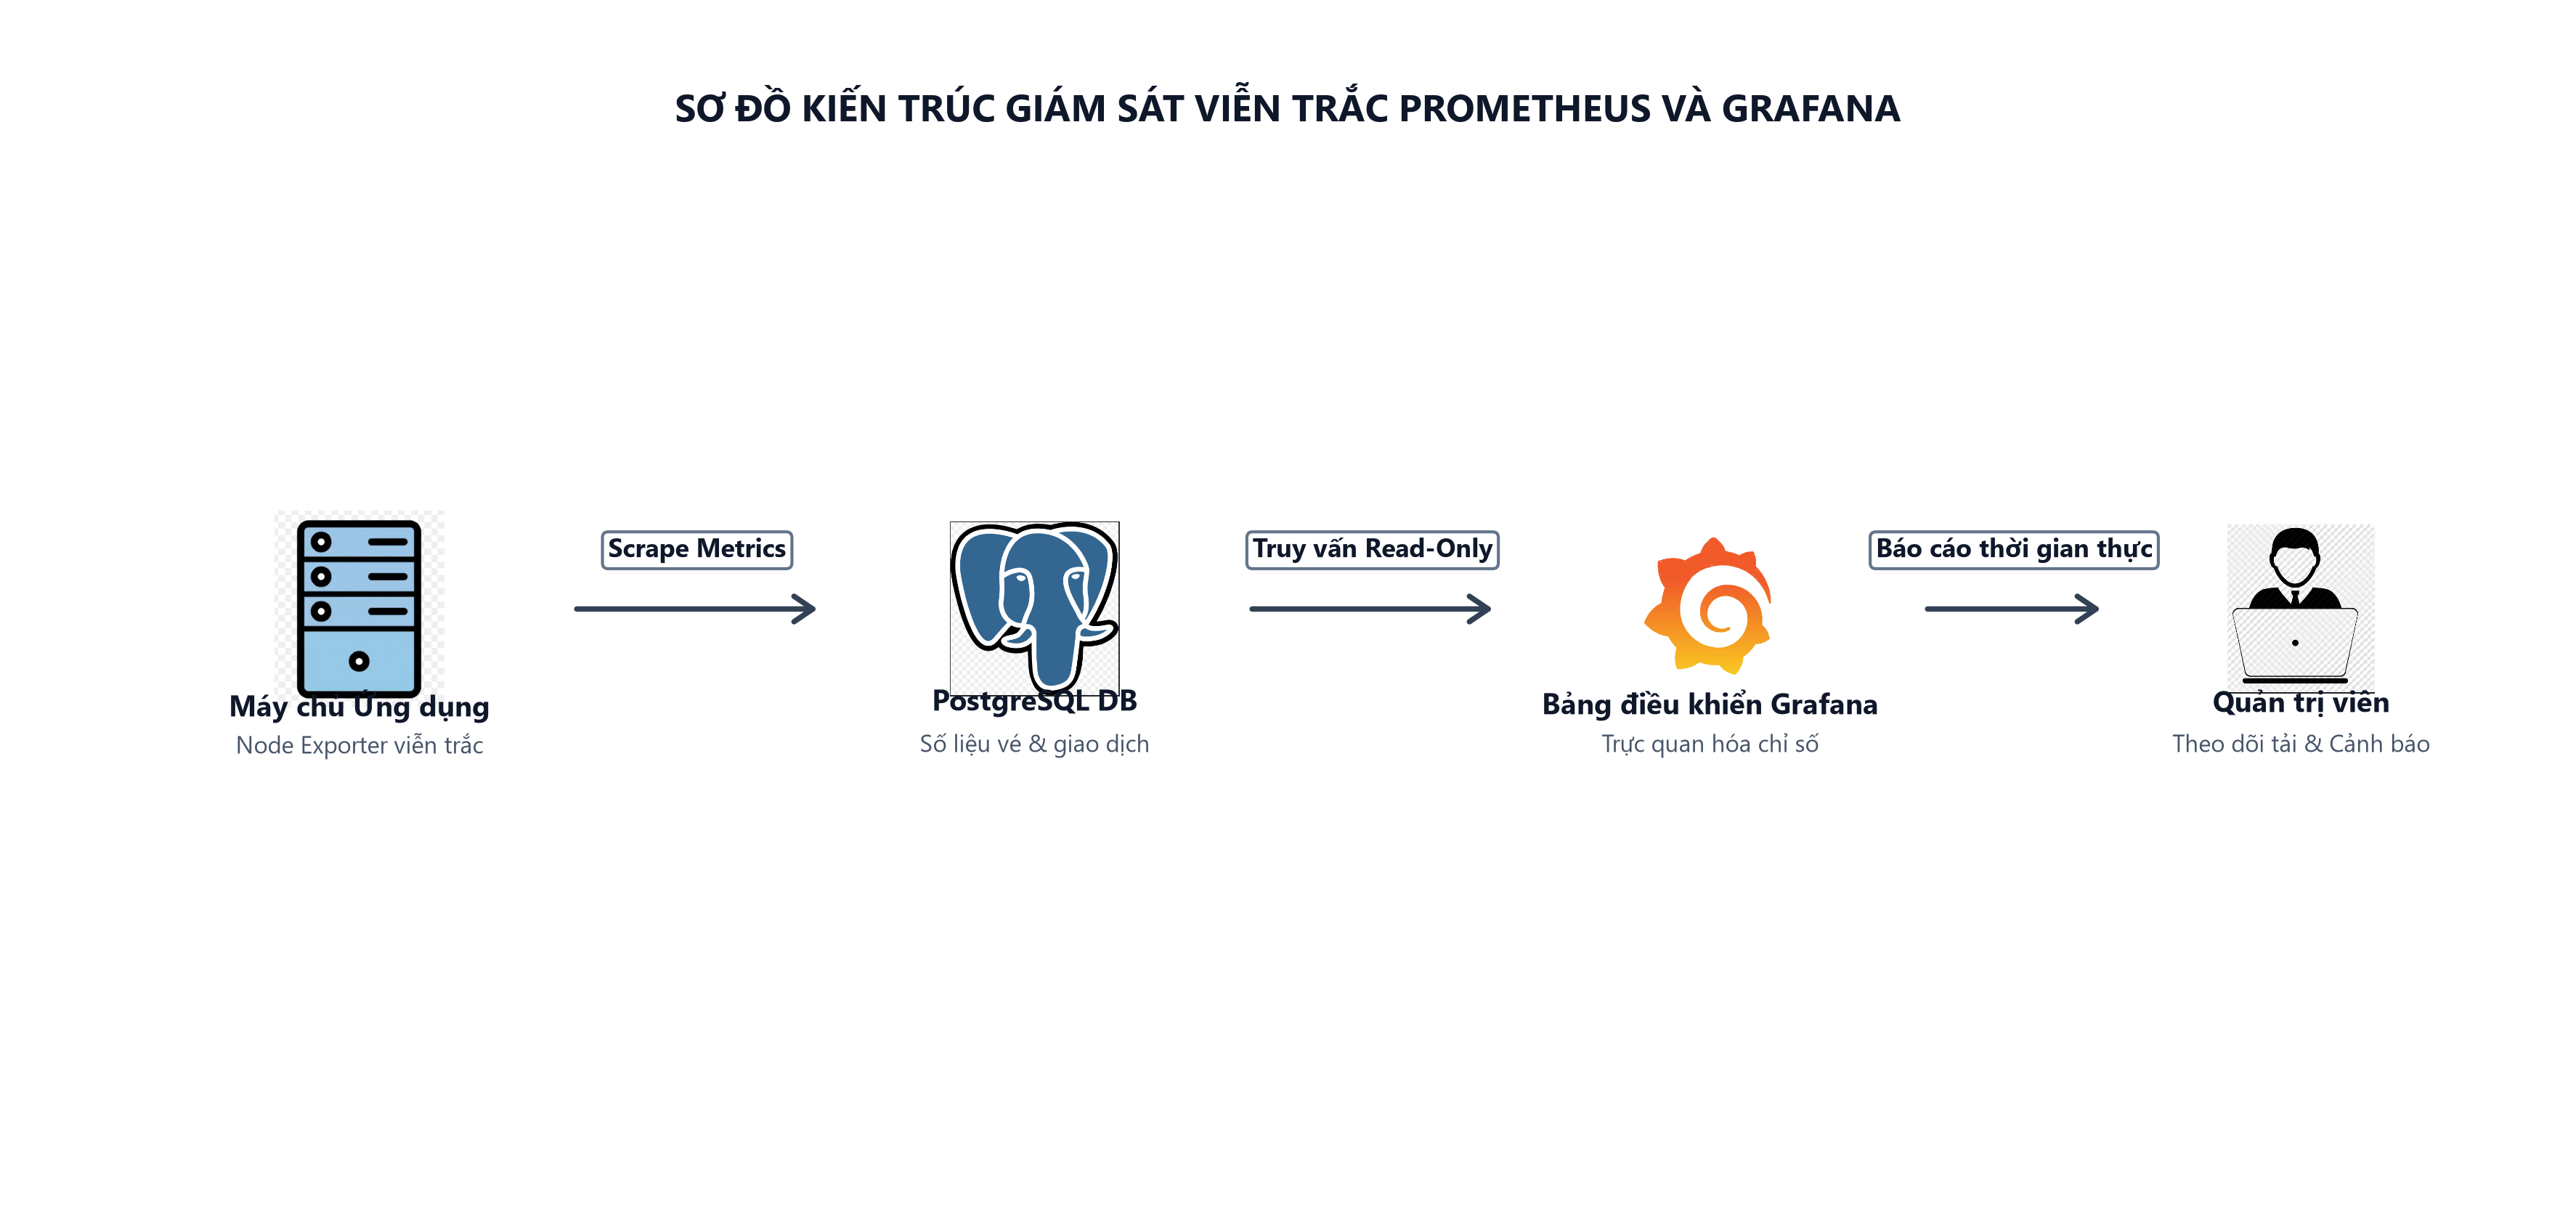 SƠ ĐỒ KIẾN TRÚC GIÁM SÁT VIỄN TRẮC PROMETHEUS VÀ GRAFANA
Scrape Metrics
Truy vấn Read-Only
Báo cáo thời gian thực
Máy chủ Ứng dụng
Node Exporter viễn trắc
PostgreSQL DB
Số liệu vé & giao dịch
Bảng điều khiển Grafana
Trực quan hóa chỉ số
Quản trị viên
Theo dõi tải & Cảnh báo